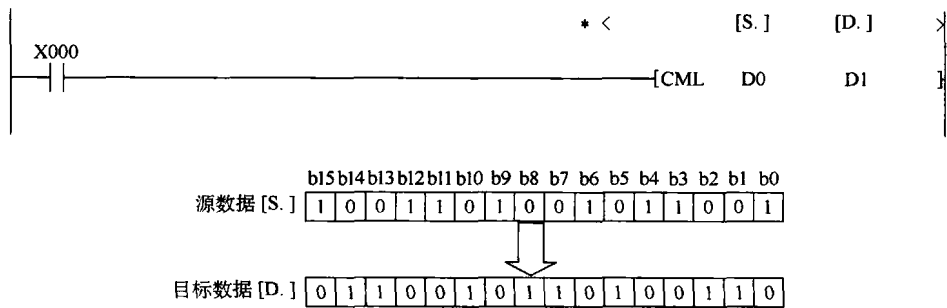 * < [S. ] [D. ] >
X000
[CML D0 D1 ]
b15 b14 b13 b12 b11 b10 b9 b8 b7 b6 b5 b4 b3 b2 b1 b0
源数据 [S. ] 1 0 0 1 1 0 1 0 0 1 0 1 1 0 0 1
目标数据 [D. ] 0 1 1 0 0 1 0 1 1 0 1 0 0 1 1 0